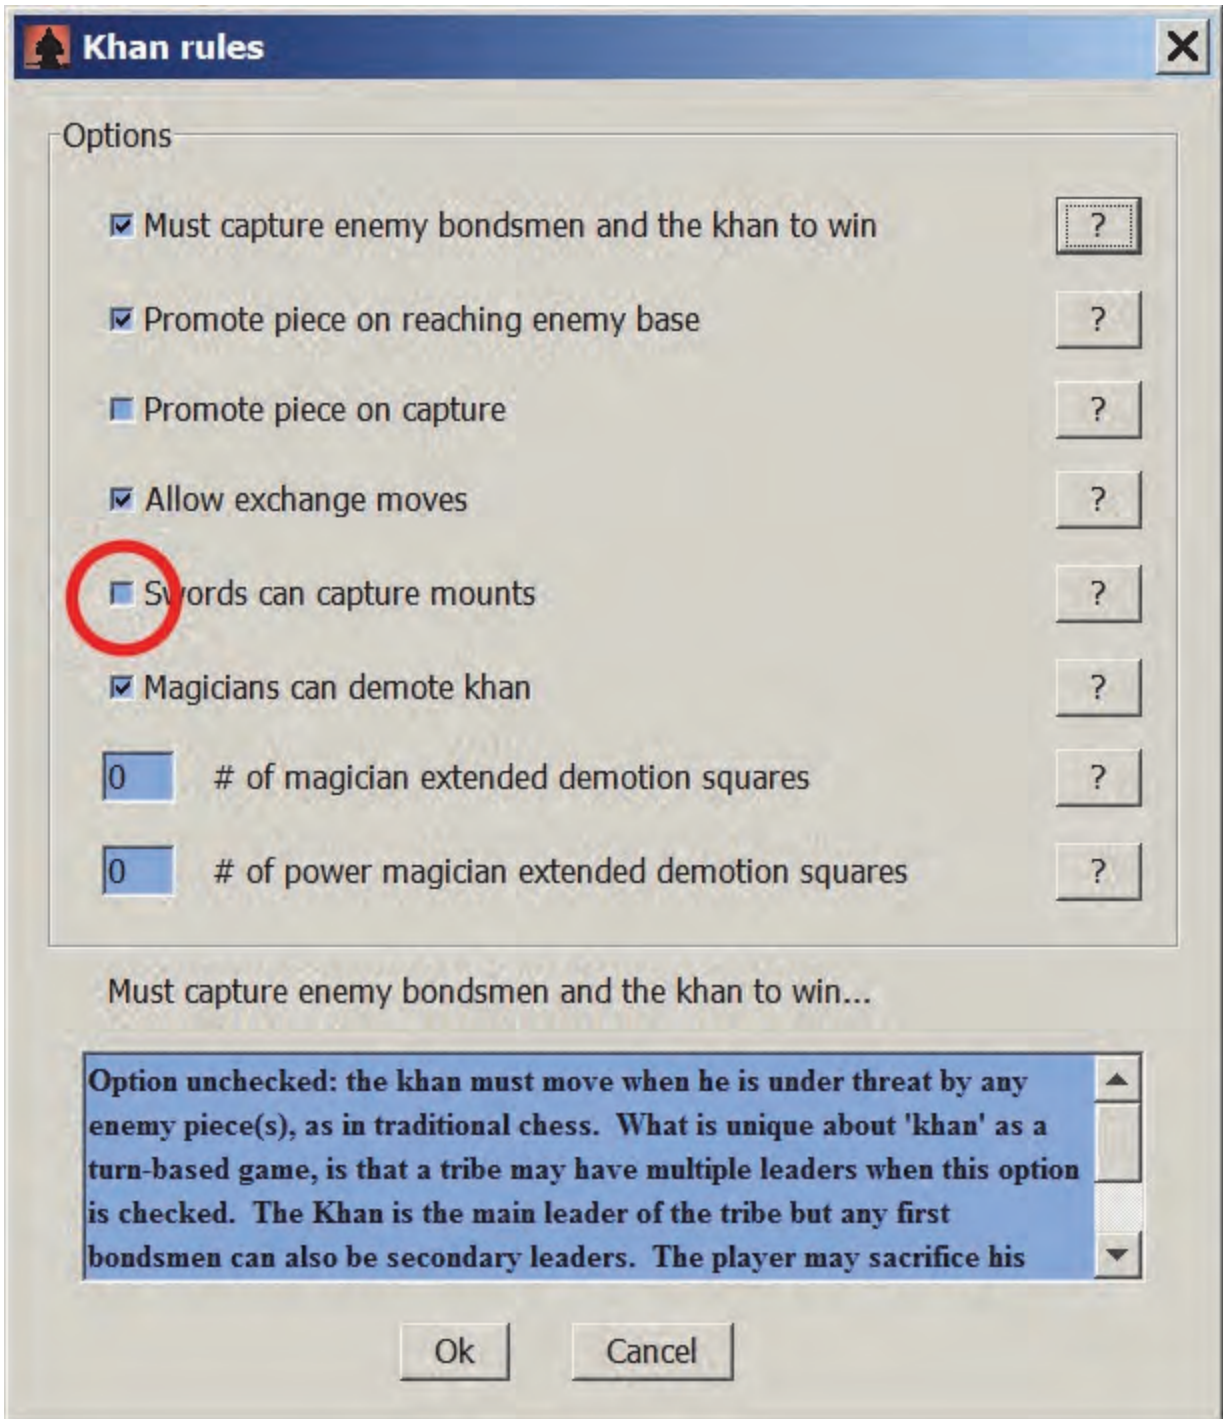 Khan rules
Options
Must capture enemy bondsmen and the khan to win
?
Promote piece on reaching enemy base
?
Promote piece on capture
?
Allow exchange moves
?
Swords can capture mounts
?
Magicians can demote khan
?
0 # of magician extended demotion squares
?
0 # of power magician extended demotion squares
?
Must capture enemy bondsmen and the khan to win...
Option unchecked: the khan must move when he is under threat by any
enemy piece(s), as in traditional chess.  What is unique about 'khan' as a
turn-based game, is that a tribe may have multiple leaders when this option
is checked.  The Khan is the main leader of the tribe but any first
bondsmen can also be secondary leaders.  The player may sacrifice his
Ok
Cancel